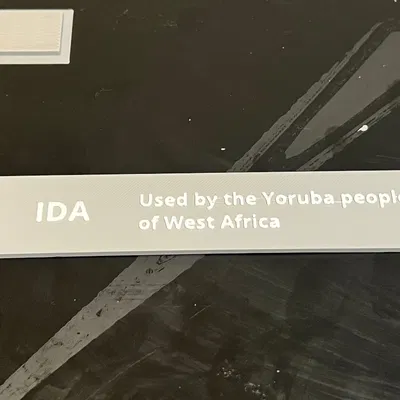 IDA
Used by the Yoruba people
of West Africa